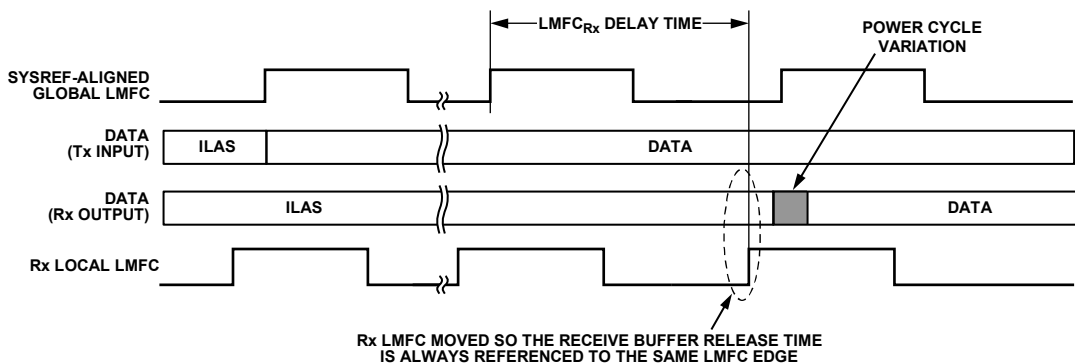 LMFCRx DELAY TIME
POWER CYCLE
VARIATION
SYSREF-ALIGNED
GLOBAL LMFC
DATA
(Tx INPUT)
ILAS
DATA
DATA
(Rx OUTPUT)
ILAS
DATA
Rx LOCAL LMFC
Rx LMFC MOVED SO THE RECEIVE BUFFER RELEASE TIME
IS ALWAYS REFERENCED TO THE SAME LMFC EDGE